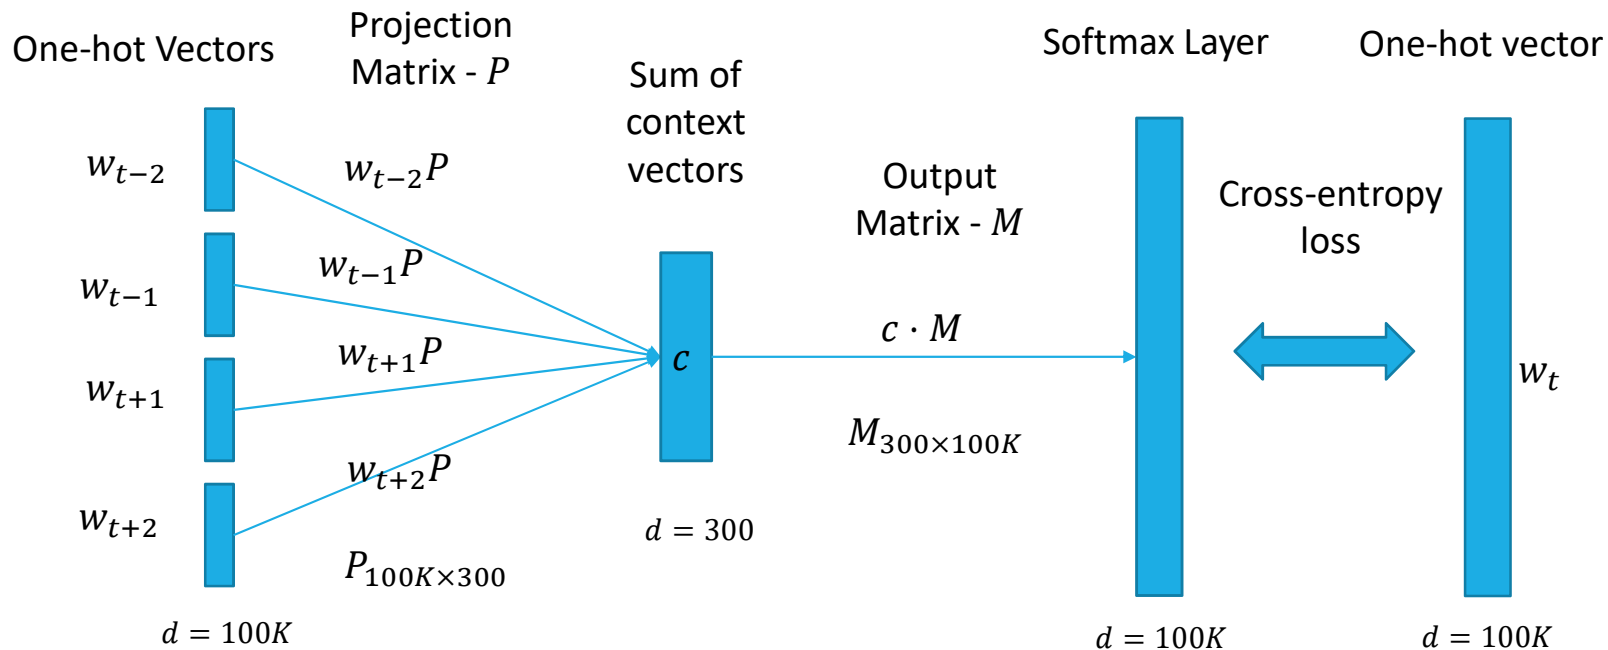 One-hot Vectors
Projection
Matrix - P
Sum of
context
vectors
Softmax Layer
One-hot vector
w_{t−2}
w_{t−1}
w_{t+1}
w_{t+2}
w_{t−2}P
w_{t−1}P
w_{t+1}P
w_{t+2}P
P_{100K×300}
d = 100K
c
d = 300
Output
Matrix - M
c · M
M_{300×100K}
Cross-entropy
loss
w_t
d = 100K
d = 100K